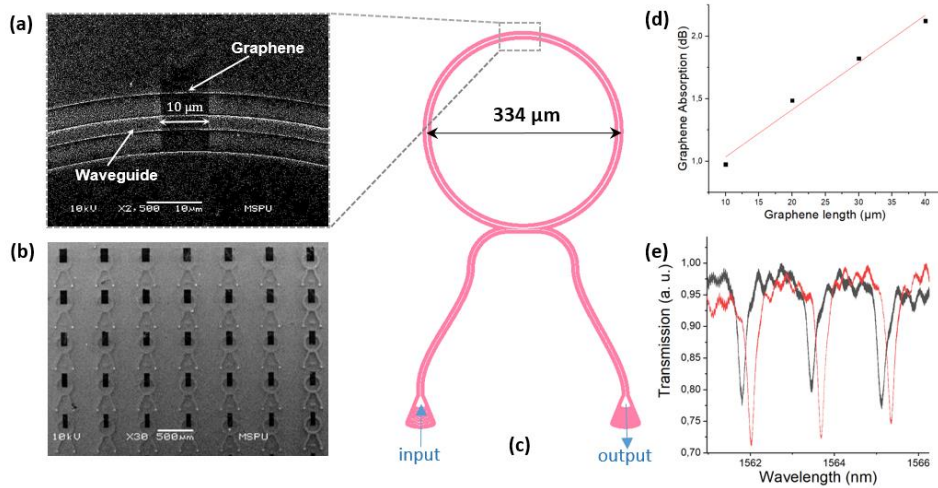 (a)
Graphene
10 μm
Waveguide
10kV X2,500 10μm MSPU
(b)
10kV X30 500μm MSPU
334 μm
input
(c)
output
(d)
Graphene Absorption (dB)
2,0
1,5
1,0
10 15 20 25 30 35 40
Graphene length (μm)
(e)
Transmission (a. u.)
1,00
0,95
0,90
0,85
0,80
0,75
0,70
1562 1564 1566
Wavelength (nm)